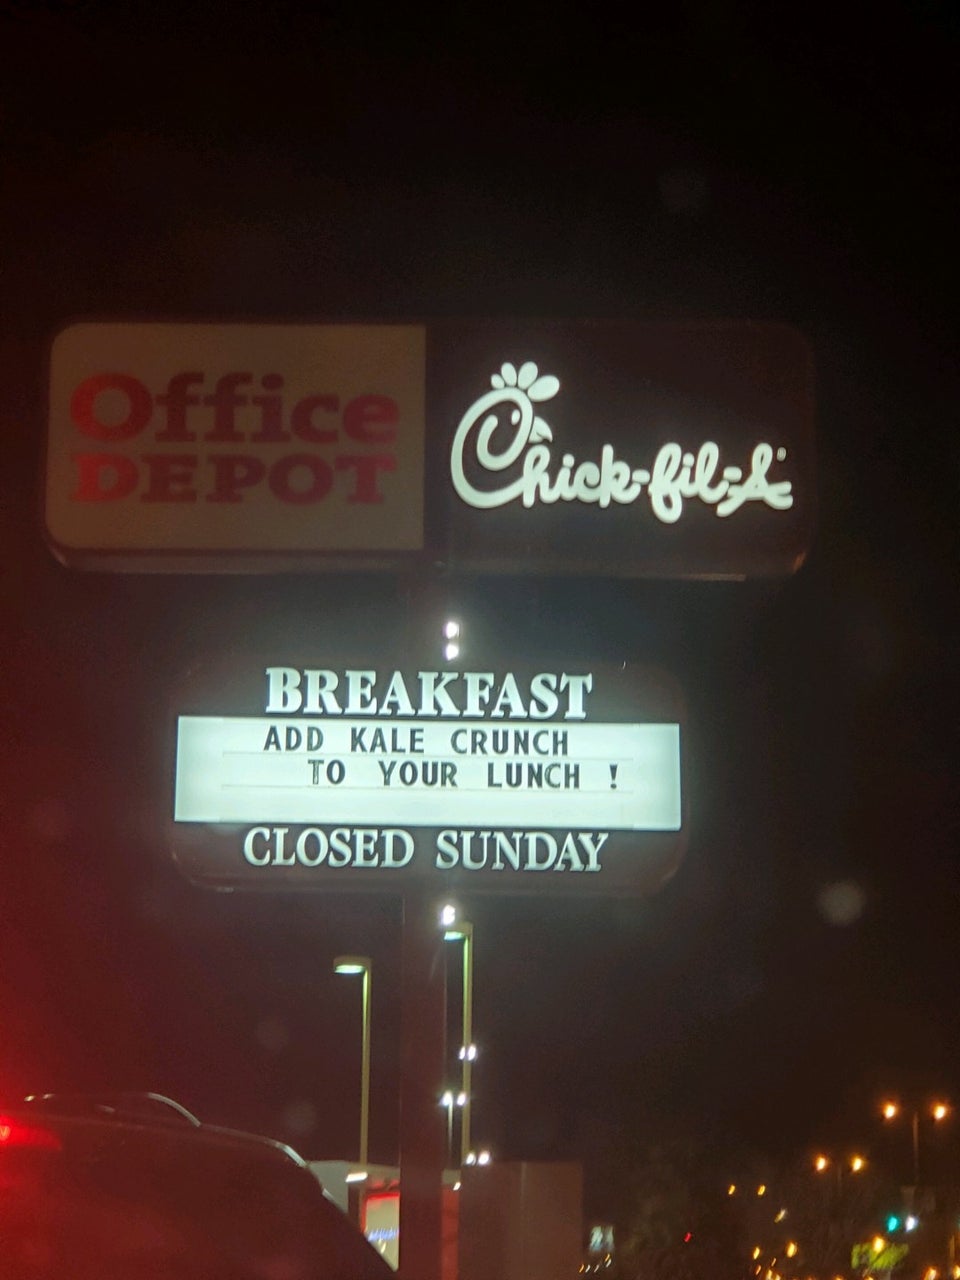 Office
DEPOT
Chick-fil-A®
BREAKFAST
ADD KALE CRUNCH
TO YOUR LUNCH !
CLOSED SUNDAY